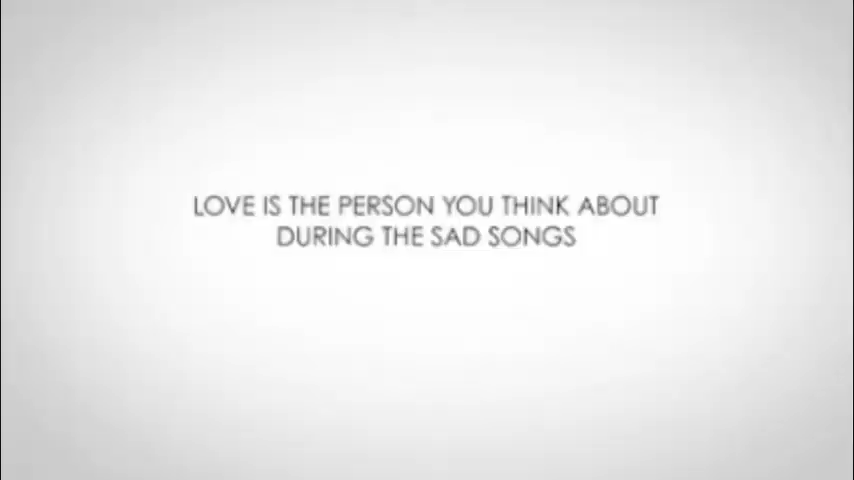 LOVE IS THE PERSON YOU THINK ABOUT
DURING THE SAD SONGS